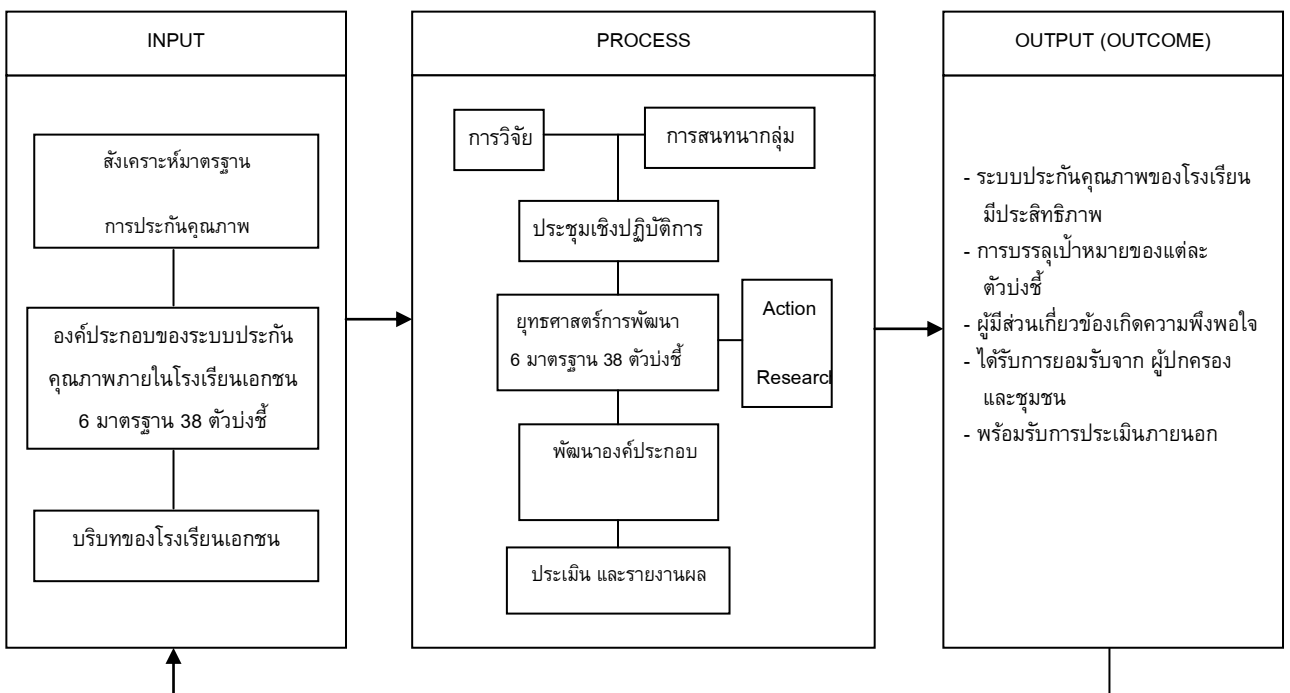 INPUT
สังเคราะห์มาตรฐาน
การประกันคุณภาพ
องค์ประกอบของระบบประกัน
คุณภาพภายในโรงเรียนเอกชน
6 มาตรฐาน 38 ตัวบ่งชี้
บริบทของโรงเรียนเอกชน
PROCESS
การวิจัย
การสนทนากลุ่ม
ประชุมเชิงปฏิบัติการ
ยุทธศาสตร์การพัฒนา
6 มาตรฐาน 38 ตัวบ่งชี้
Action
Research
พัฒนาองค์ประกอบ
ประเมิน และรายงานผล
OUTPUT (OUTCOME)
- ระบบประกันคุณภาพของโรงเรียน
มีประสิทธิภาพ
- การบรรลุเป้าหมายของแต่ละ
ตัวบ่งชี้
- ผู้มีส่วนเกี่ยวข้องเกิดความพึงพอใจ
- ได้รับการยอมรับจาก ผู้ปกครอง
และชุมชน
- พร้อมรับการประเมินภายนอก